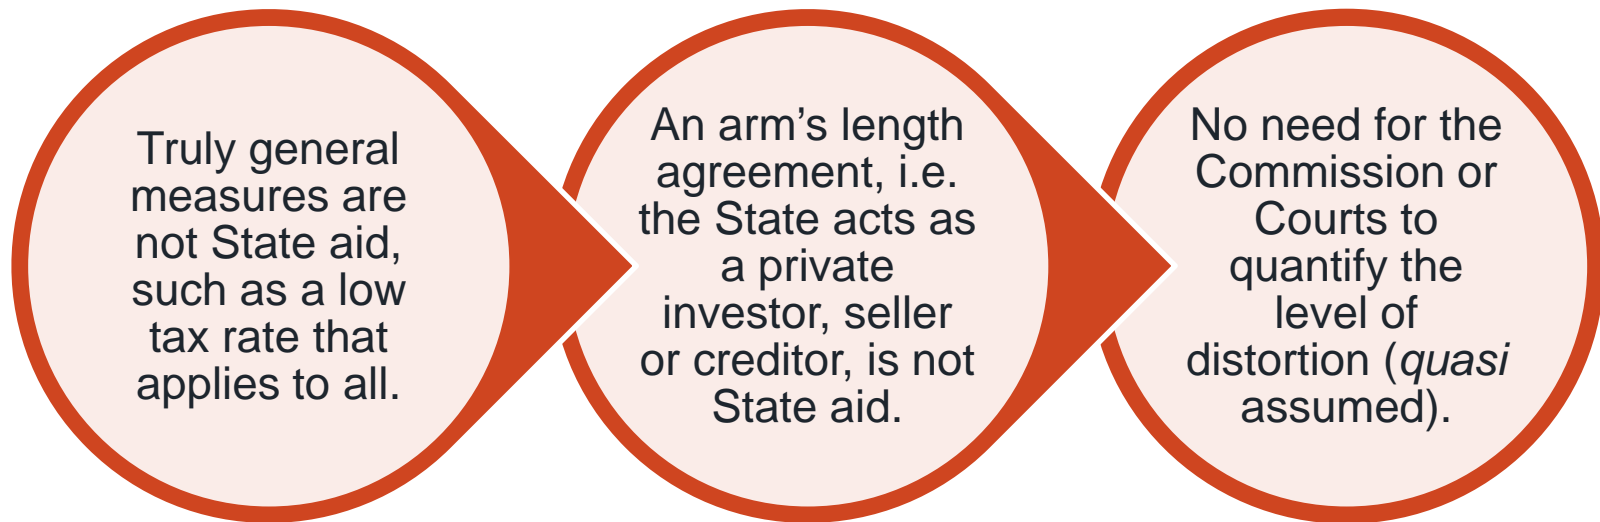 Truly general
measures are
not State aid,
such as a low
tax rate that
applies to all.
An arm’s length
agreement, i.e.
the State acts as
a private
investor, seller
or creditor, is not
State aid.
No need for the
Commission or
Courts to
quantify the
level of
distortion (quasi
assumed).